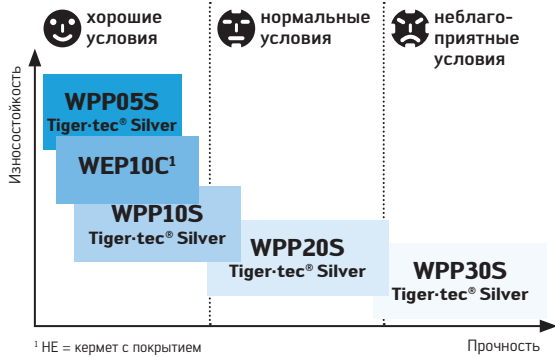 хорошие
условия
нормальные
условия
неблаго-
приятные
условия
Износостойкость
WPP05S
Tiger·tec® Silver
WEP10C¹
WPP10S
Tiger·tec® Silver
WPP20S
Tiger·tec® Silver
WPP30S
Tiger·tec® Silver
¹ HE = кермет с покрытием
Прочность